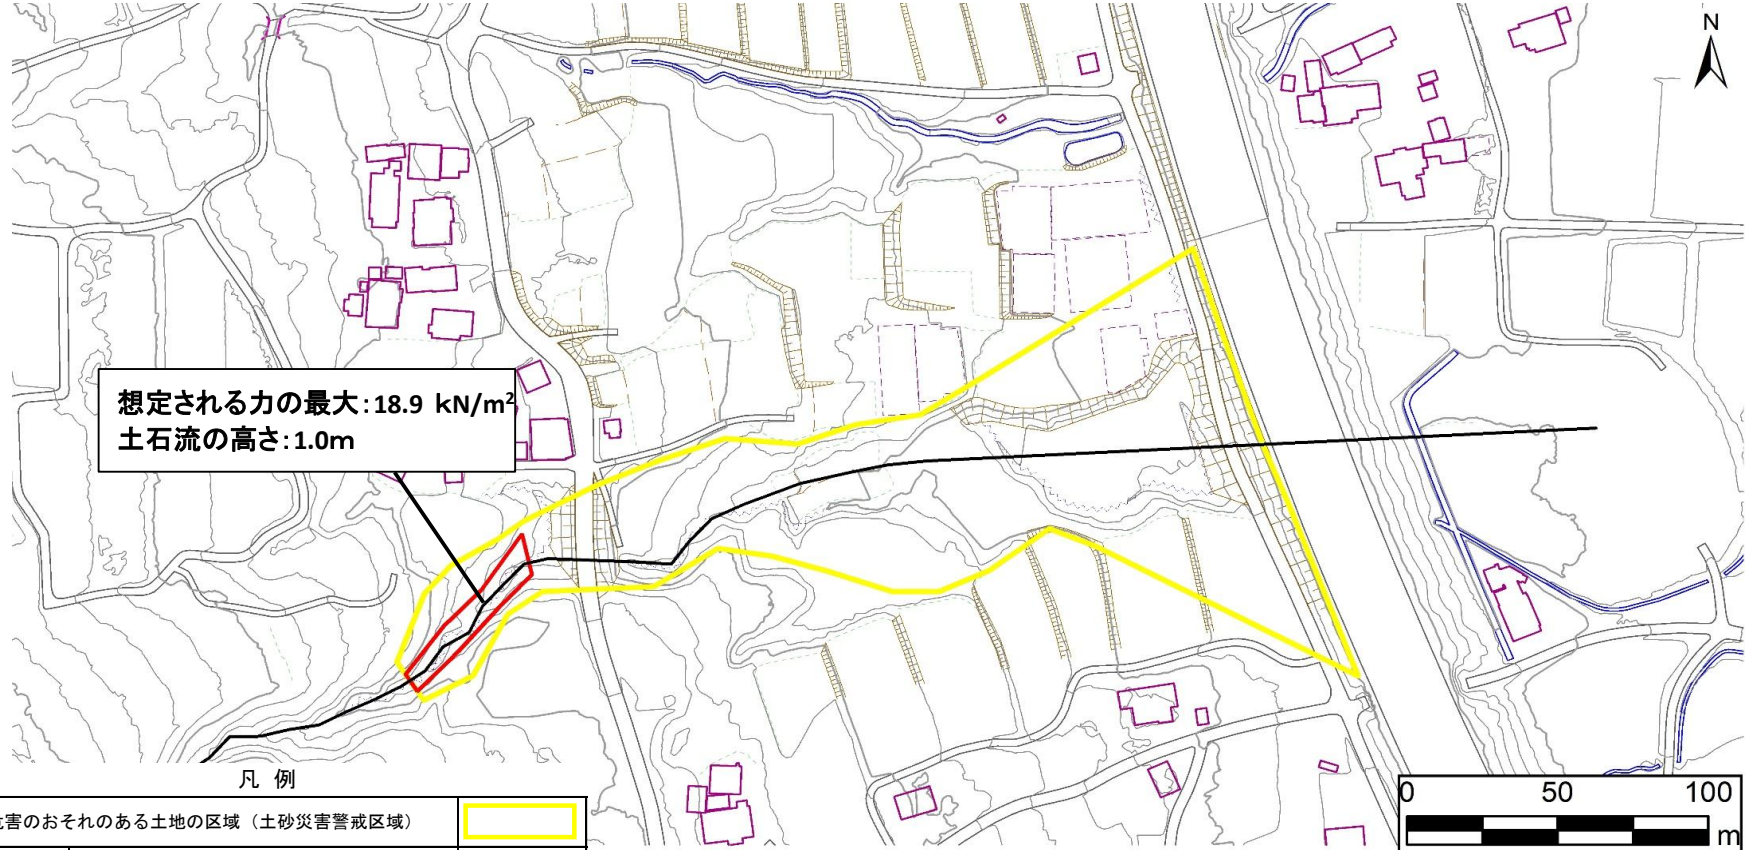 N
想定される力の最大:18.9 kN/m²
土石流の高さ:1.0m
凡 例
害のおそれのある土地の区域(土砂災害警戒区域)
0 50 100
m